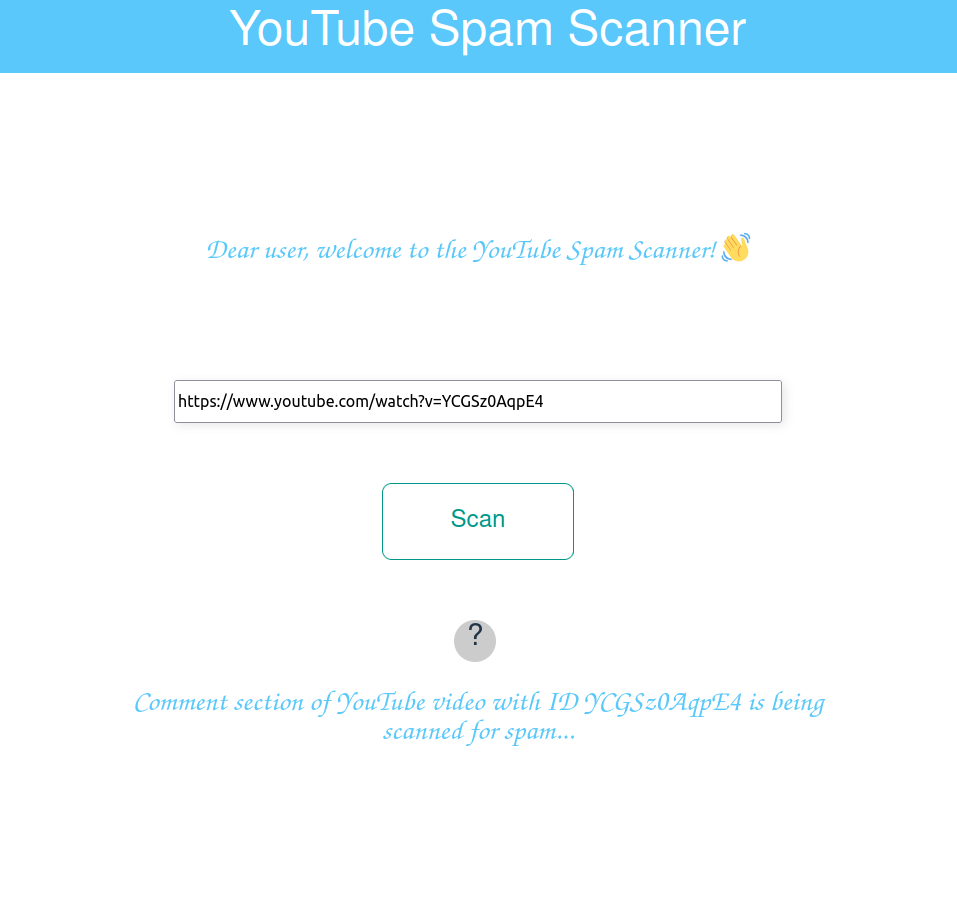 YouTube Spam Scanner
Dear user, welcome to the YouTube Spam Scanner! 👋
https://www.youtube.com/watch?v=YCGSz0AqpE4
Scan
?
Comment section of YouTube video with ID YCGSz0AqpE4 is being
scanned for spam...